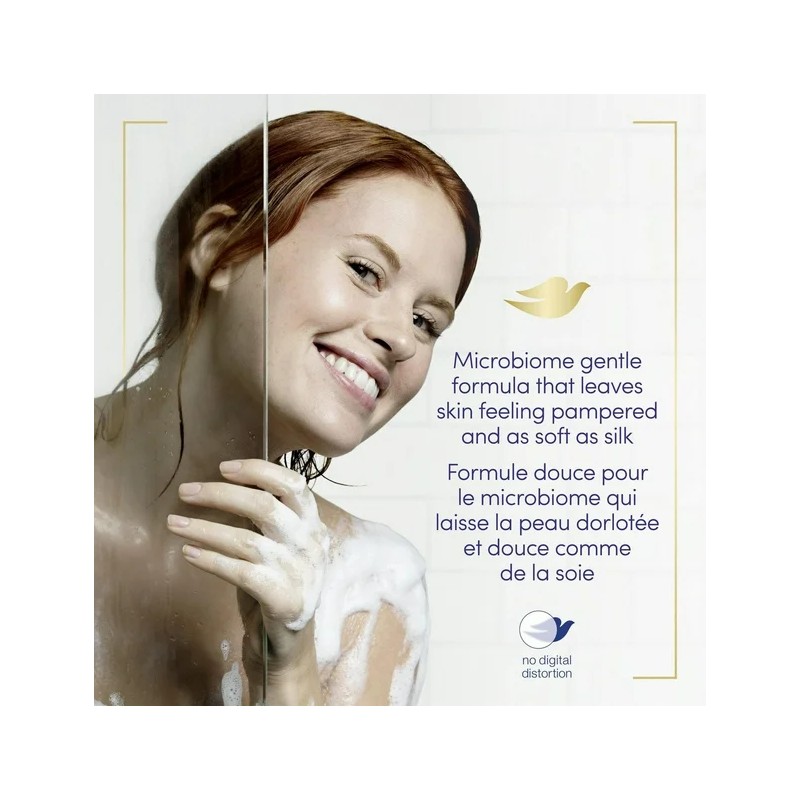 Microbiome gentle
formula that leaves
skin feeling pampered
and as soft as silk
Formule douce pour
le microbiome qui
laisse la peau dorlotée
et douce comme
de la soie
no digital
distortion